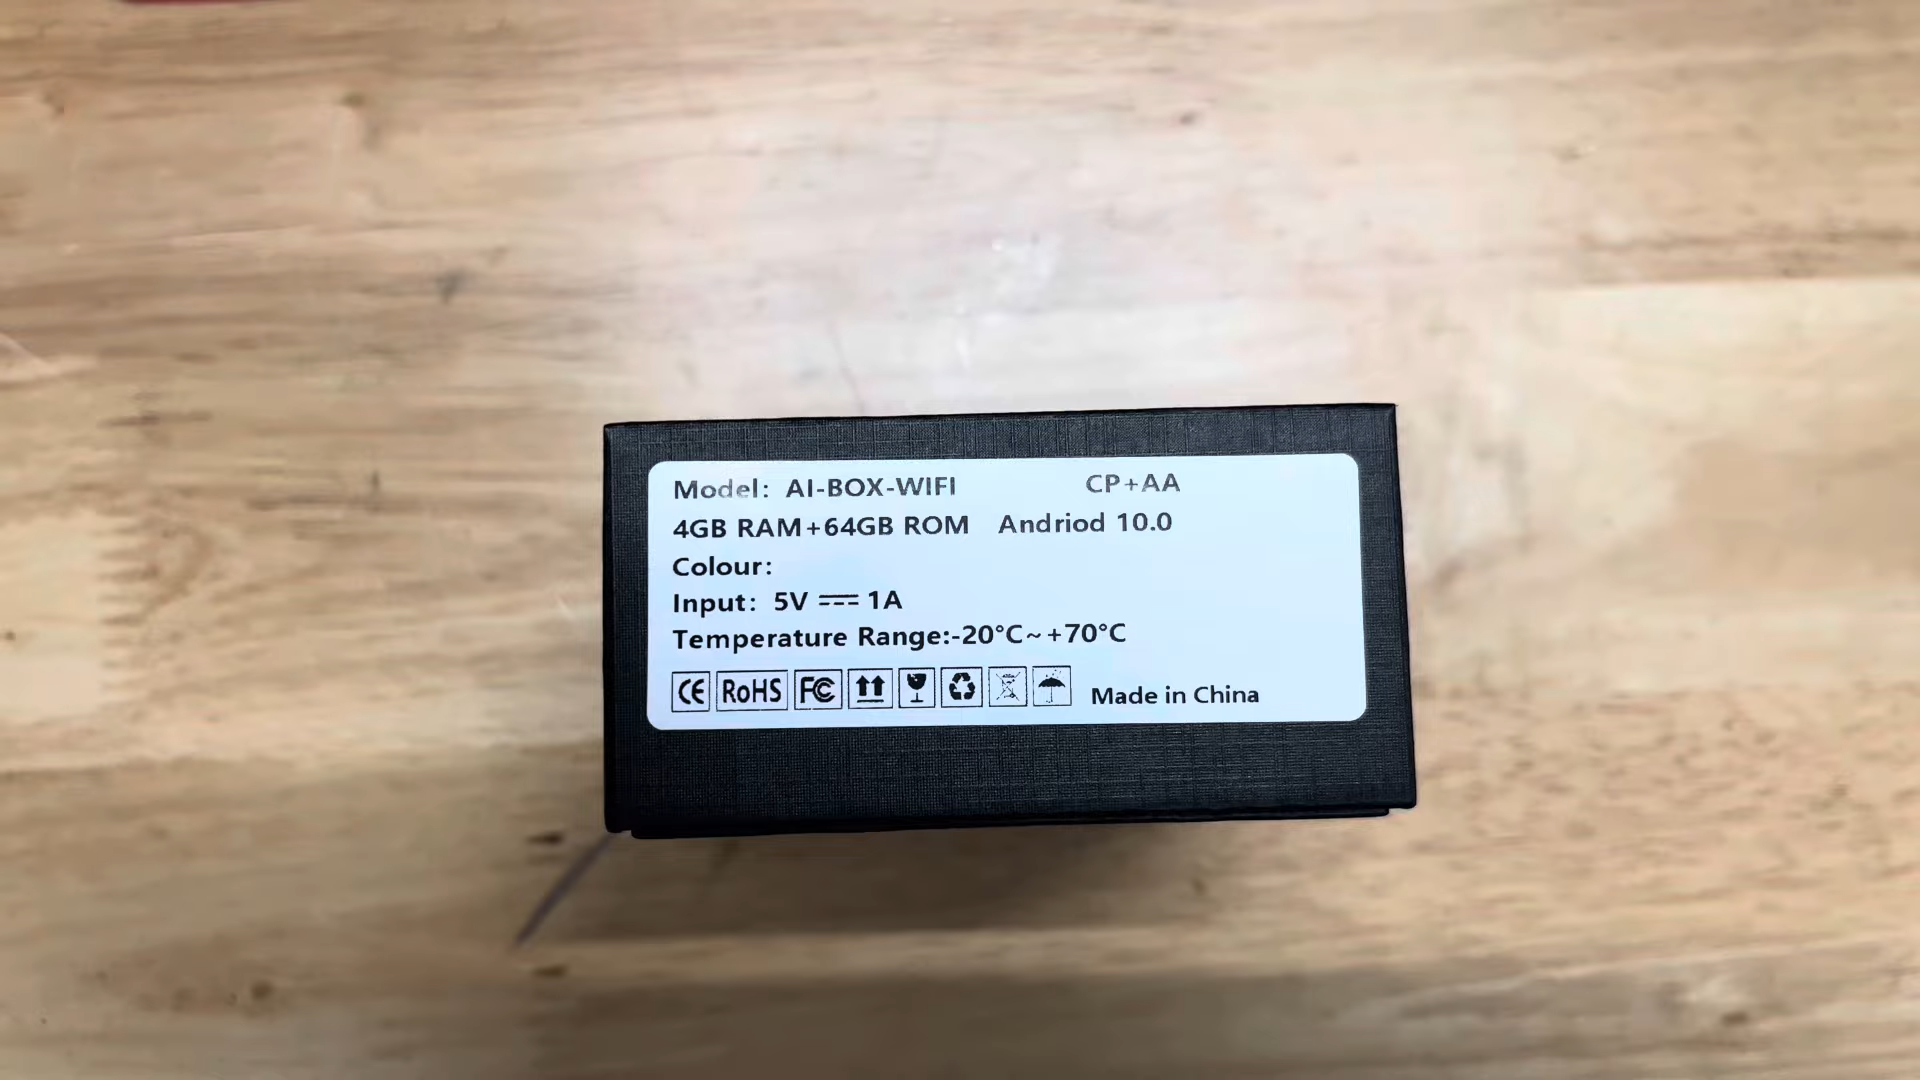 Model: AI-BOX-WIFI CP+AA
4GB RAM+64GB ROM Andriod 10.0
Colour:
Input: 5V ⎓ 1A
Temperature Range:-20°C~+70°C
CE RoHS FC Made in China